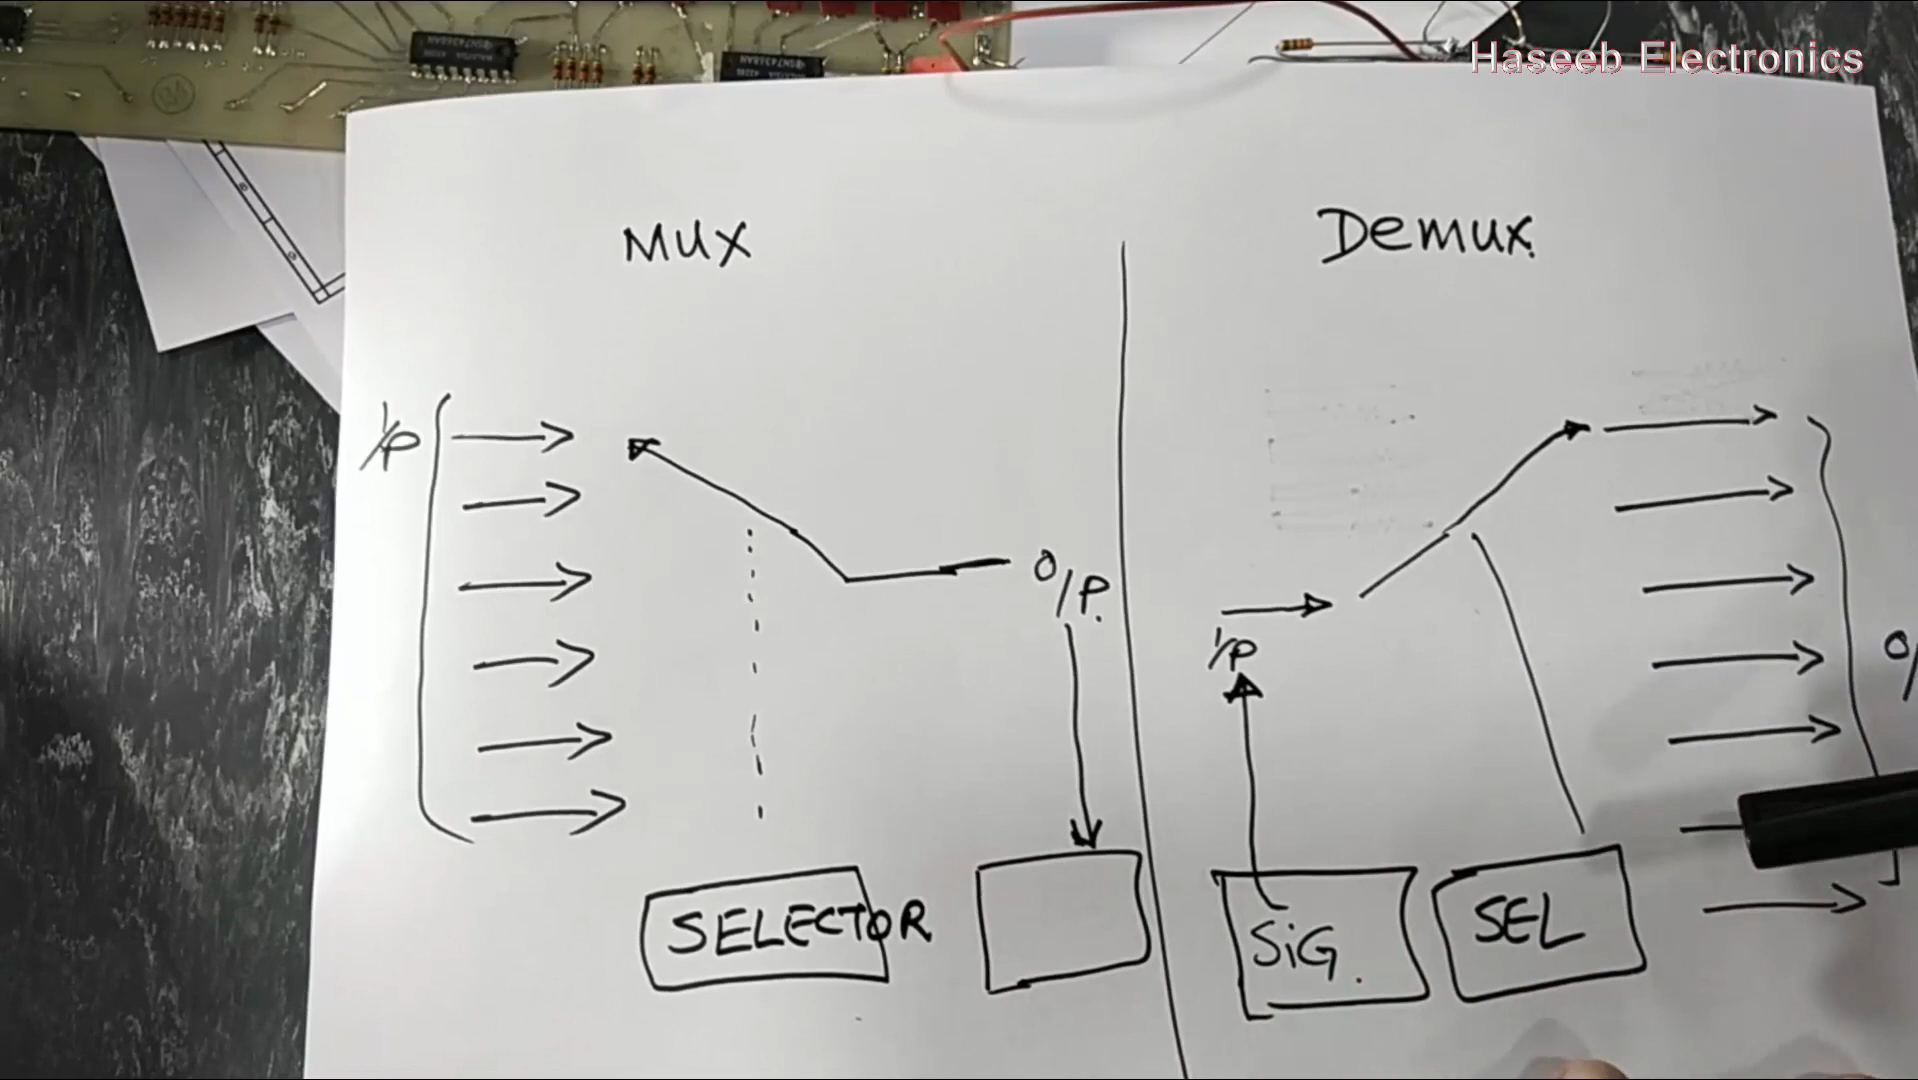 Haseeb Electronics
MUX
Demux
I/P
O/P.
I/P
O/
SELECTOR
SiG.
SEL